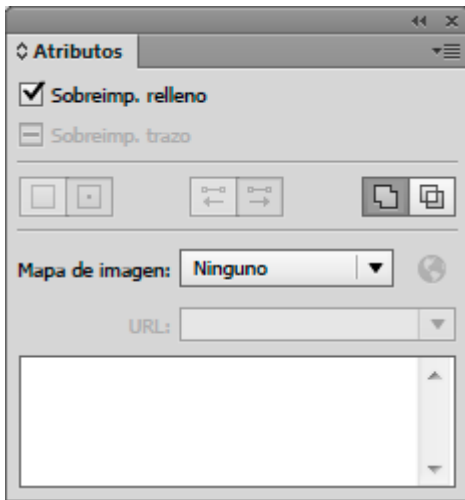 Atributos
Sobreimp. relleno
Sobreimp. trazo
Mapa de imagen: Ninguno
URL: